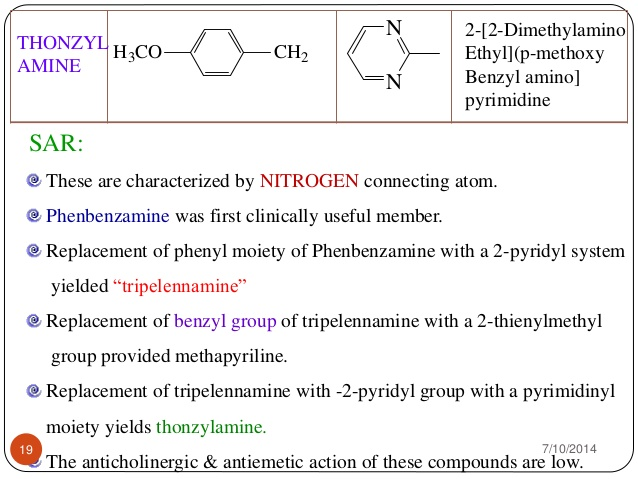 THONZYL
AMINE
H3CO
CH2
N
N
2-[2-Dimethylamino
Ethyl](p-methoxy
Benzyl amino]
pyrimidine
SAR:
These are characterized by NITROGEN connecting atom.
Phenbenzamine was first clinically useful member.
Replacement of phenyl moiety of Phenbenzamine with a 2-pyridyl system
yielded “tripelennamine”
Replacement of benzyl group of tripelennamine with a 2-thienylmethyl
group provided methapyriline.
Replacement of tripelennamine with -2-pyridyl group with a pyrimidinyl
moiety yields thonzylamine.
19
7/10/2014
The anticholinergic & antiemetic action of these compounds are low.